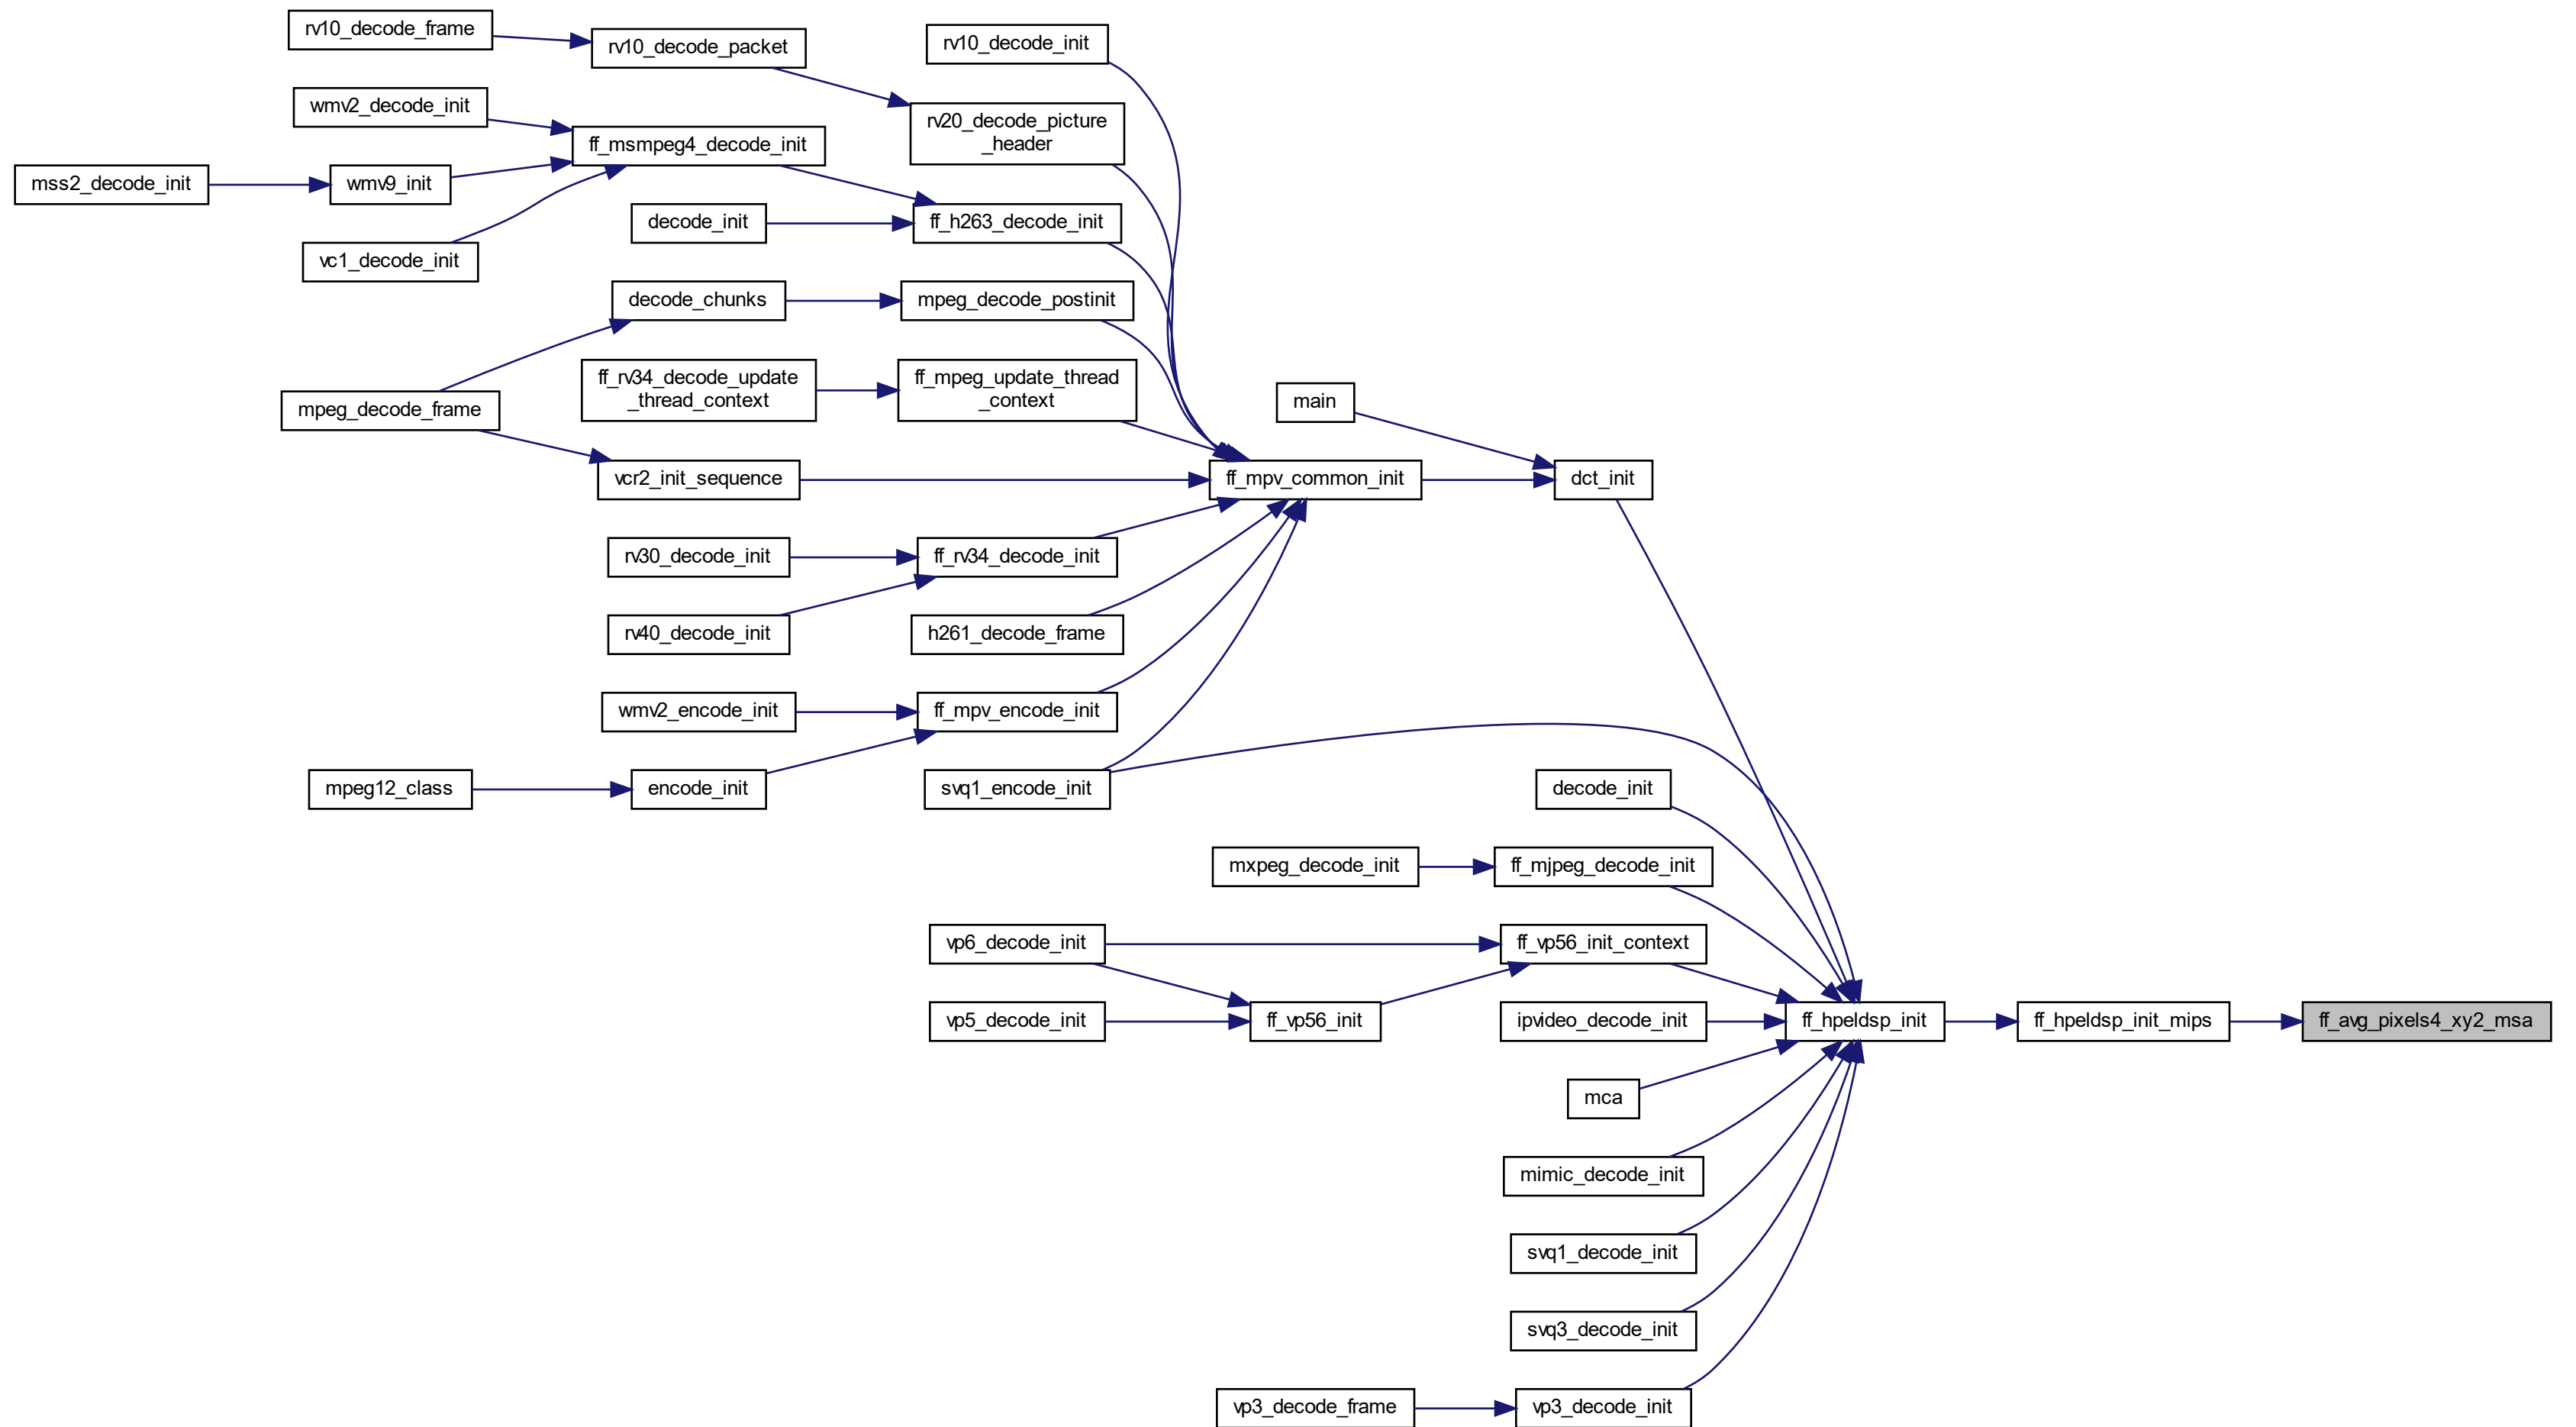 rv10_decode_frame
rv10_decode_packet
rv10_decode_init
wmv2_decode_init
rv20_decode_picture
_header
ff_msmpeg4_decode_init
mss2_decode_init
wmv9_init
decode_init
ff_h263_decode_init
vc1_decode_init
decode_chunks
mpeg_decode_postinit
ff_rv34_decode_update
_thread_context
ff_mpeg_update_thread
_context
mpeg_decode_frame
main
vcr2_init_sequence
ff_mpv_common_init
dct_init
rv30_decode_init
ff_rv34_decode_init
rv40_decode_init
h261_decode_frame
wmv2_encode_init
ff_mpv_encode_init
mpeg12_class
encode_init
svq1_encode_init
decode_init
mxpeg_decode_init
ff_mjpeg_decode_init
vp6_decode_init
ff_vp56_init_context
vp5_decode_init
ff_vp56_init
ipvideo_decode_init
ff_hpeldsp_init
ff_hpeldsp_init_mips
ff_avg_pixels4_xy2_msa
mca
mimic_decode_init
svq1_decode_init
svq3_decode_init
vp3_decode_frame
vp3_decode_init